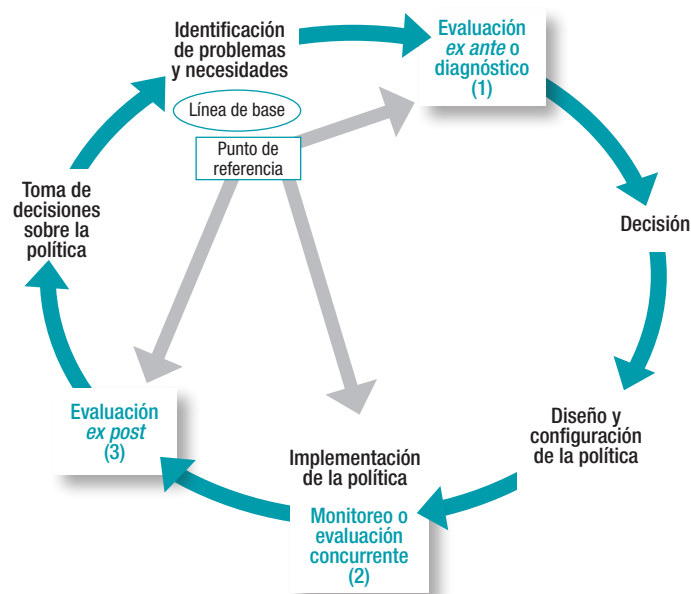 Identificación
de problemas
y necesidades
Línea de base
Punto de
referencia
Evaluación
ex ante o
diagnóstico
(1)
Decisión
Diseño y
configuración
de la política
Implementación
de la política
Monitoreo o
evaluación
concurrente
(2)
Evaluación
ex post
(3)
Toma de
decisiones
sobre la
política